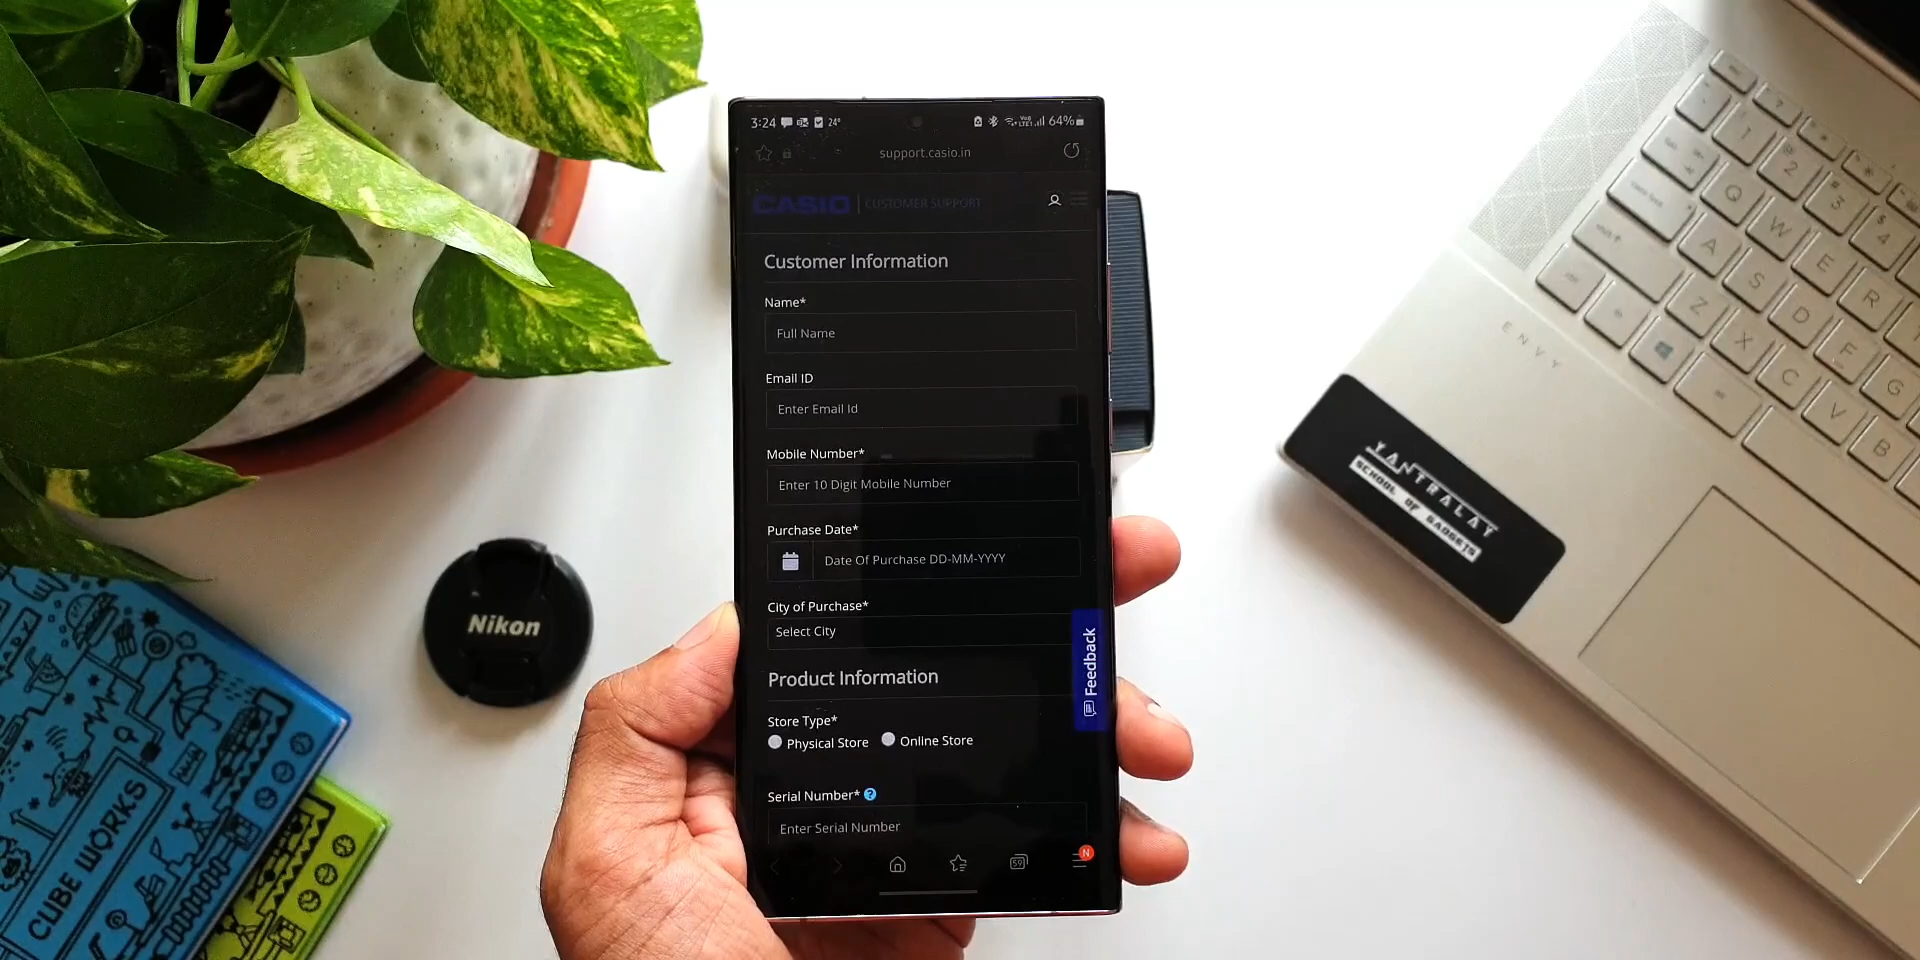 3:24 24° 64%
support.casio.in
CASIO | CUSTOMER SUPPORT
Customer Information
Name*
Full Name
Email ID
Enter Email Id
Mobile Number*
Enter 10 Digit Mobile Number
Purchase Date*
Date Of Purchase DD-MM-YYYY
City of Purchase*
Select City
Feedback
Product Information
Store Type*
Physical Store Online Store
Serial Number* ?
Enter Serial Number
59 N
Nikon
CUBE WORKS
ENVY
YANTRALAY
SCHOOL OF GADGETS
Q W E R
A S D F G
Z X C V B